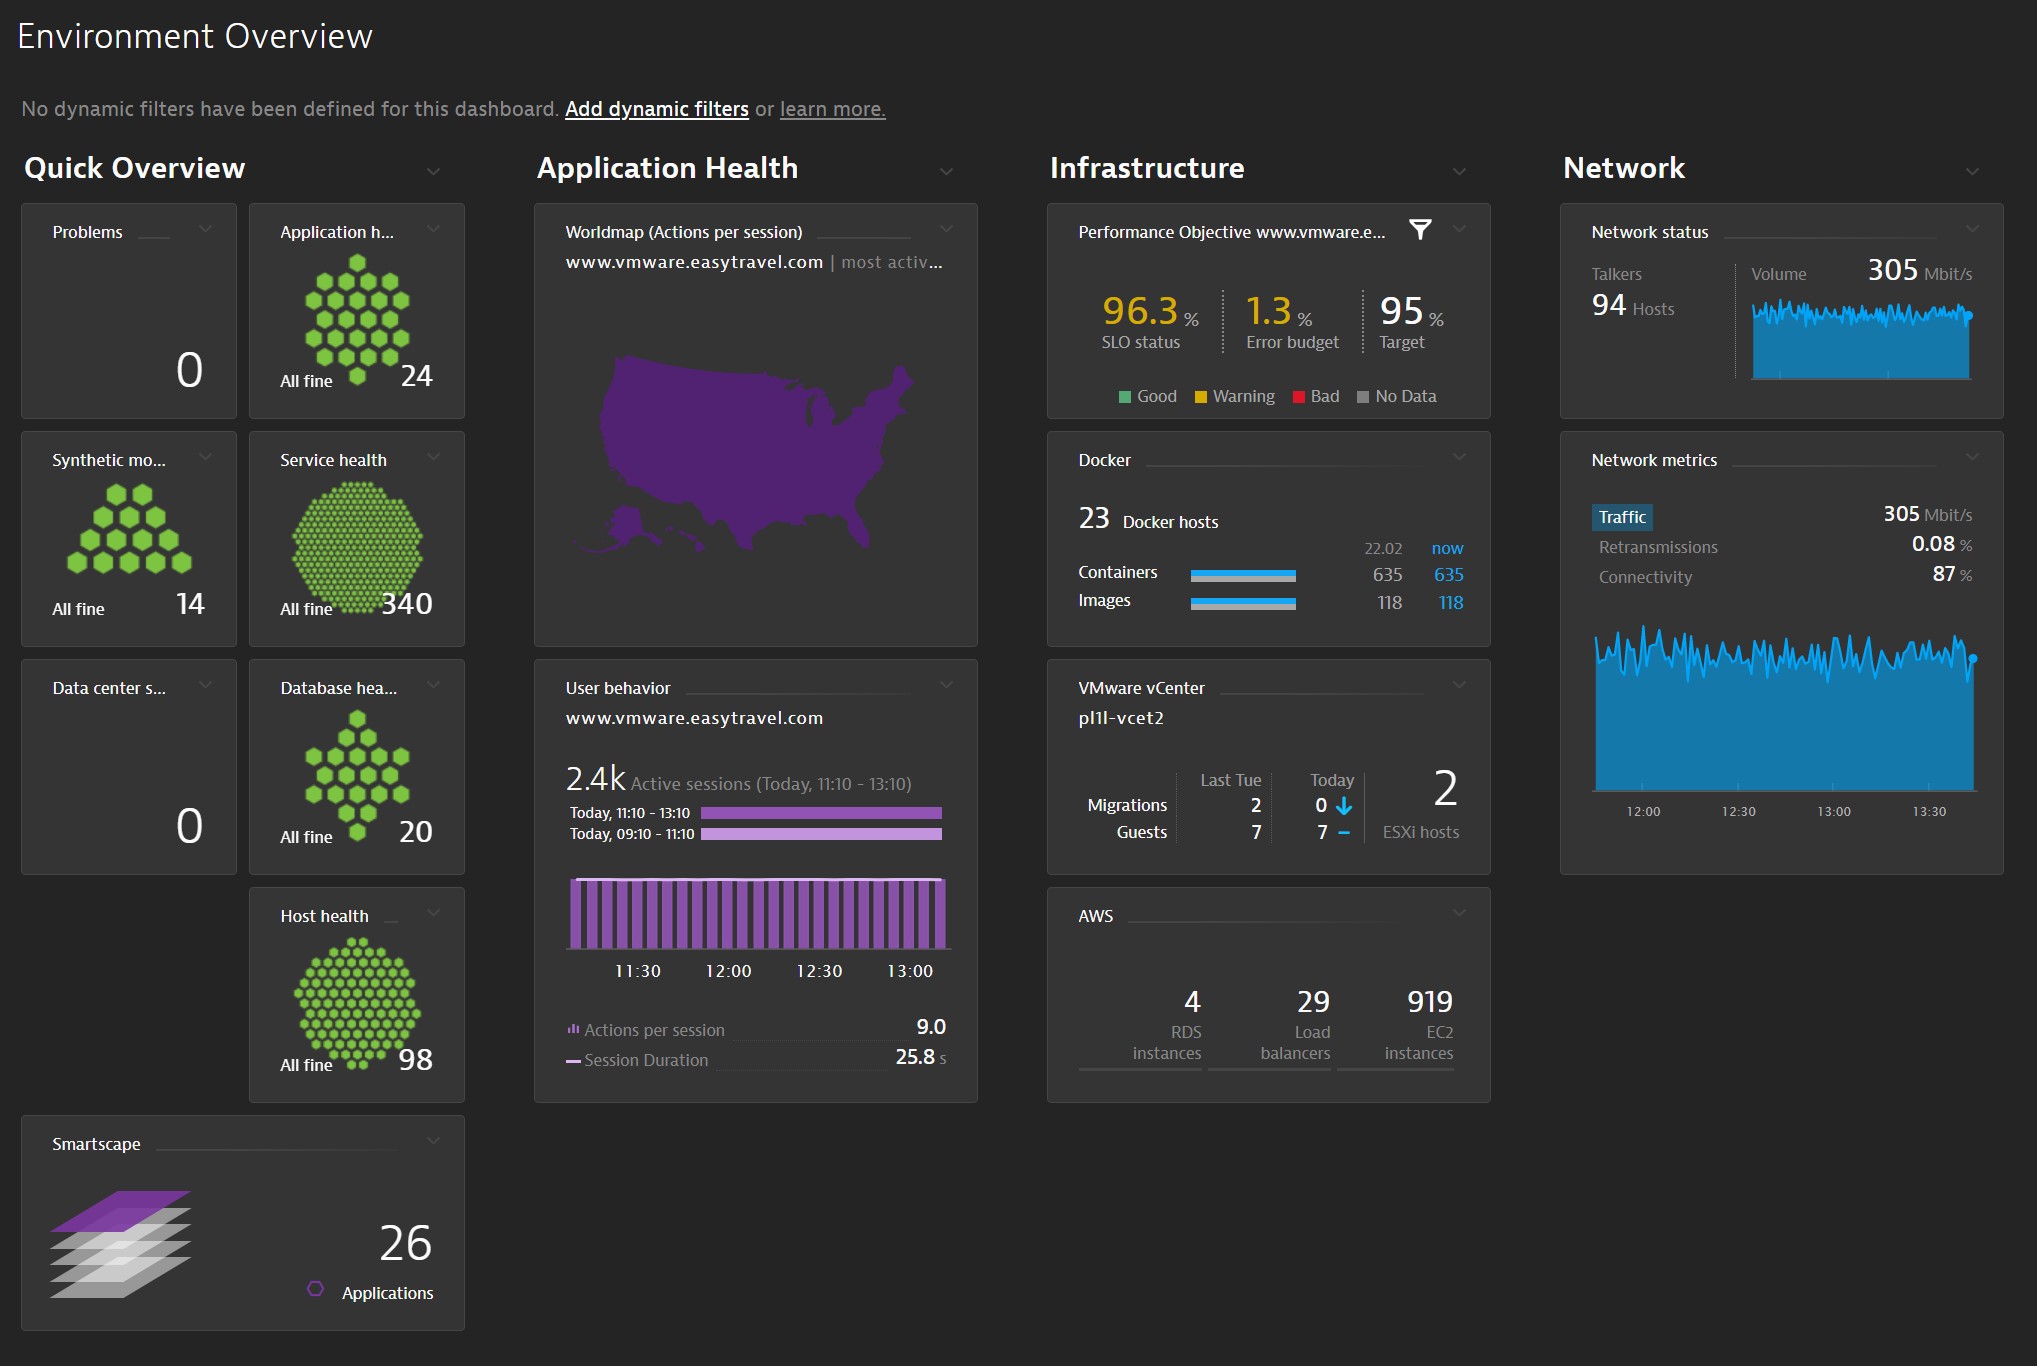 Environment Overview
No dynamic filters have been defined for this dashboard. Add dynamic filters or learn more.
Quick Overview
Problems
0
Application h...
All fine
24
Synthetic mo...
All fine
14
Service health
All fine
340
Data center s...
0
Database hea...
All fine
20
Host health
All fine
98
Smartscape
26
Applications
Application Health
Worldmap (Actions per session)
www.vmware.easytravel.com | most activ...
User behavior
www.vmware.easytravel.com
2.4k Active sessions (Today, 11:10 - 13:10)
Today, 11:10 - 13:10
Today, 09:10 - 11:10
11:30 12:00 12:30 13:00
Actions per session 9.0
Session Duration 25.8 s
Infrastructure
Performance Objective www.vmware.e...
96.3 % 1.3 % 95 %
SLO status Error budget Target
Good Warning Bad No Data
Docker
23 Docker hosts
22.02 now
Containers 635 635
Images 118 118
VMware vCenter
pl1l-vcet2
Last Tue Today
Migrations 2 0
Guests 7 7
2
ESXi hosts
AWS
4 29 919
RDS Load EC2
instances balancers instances
Network
Network status
Talkers
94 Hosts
Volume 305 Mbit/s
Network metrics
Traffic 305 Mbit/s
Retransmissions 0.08 %
Connectivity 87 %
12:00 12:30 13:00 13:30